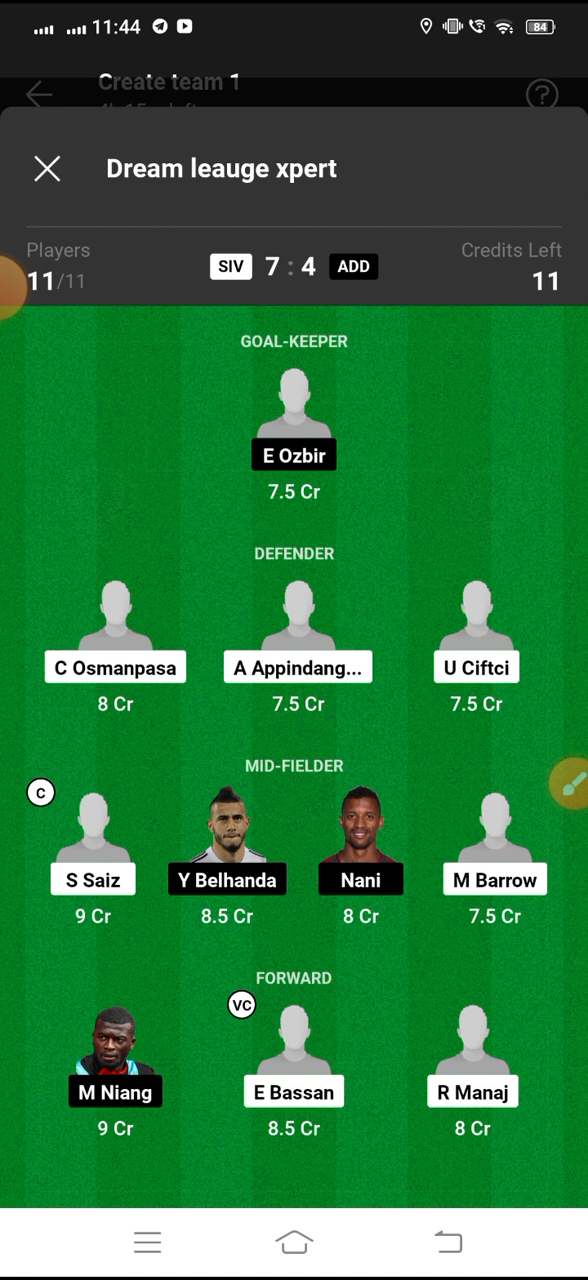 11:44
84
Create team 1
Dream leauge xpert
Players
Credits Left
11/11
SIV 7 : 4 ADD
11
GOAL-KEEPER
E Ozbir
7.5 Cr
DEFENDER
C Osmanpasa
A Appindang...
U Ciftci
8 Cr
7.5 Cr
7.5 Cr
MID-FIELDER
C
S Saiz
Y Belhanda
Nani
M Barrow
9 Cr
8.5 Cr
8 Cr
7.5 Cr
FORWARD
VC
M Niang
E Bassan
R Manaj
9 Cr
8.5 Cr
8 Cr